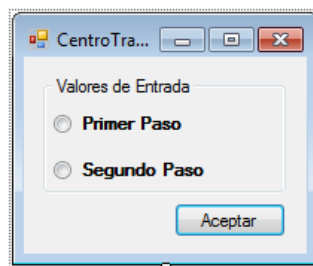 CentroTra...
Valores de Entrada
Primer Paso
Segundo Paso
Aceptar